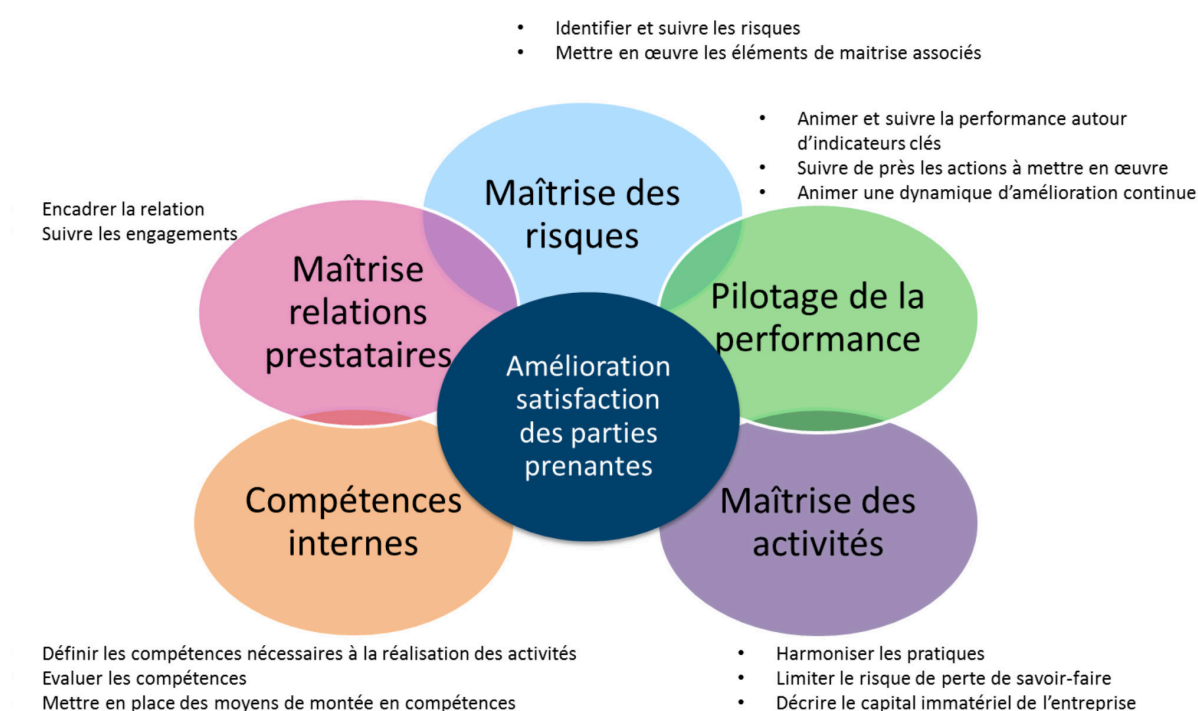 • Identifier et suivre les risques
• Mettre en œuvre les éléments de maitrise associés
• Animer et suivre la performance autour
d'indicateurs clés
• Suivre de près les actions à mettre en œuvre
• Animer une dynamique d'amélioration continue
Encadrer la relation
Suivre les engagements
Maîtrise des
risques
Maîtrise
relations
prestataires
Pilotage de la
performance
Amélioration
satisfaction
des parties
prenantes
Compétences
internes
Maîtrise des
activités
Définir les compétences nécessaires à la réalisation des activités
Evaluer les compétences
Mettre en place des moyens de montée en compétences
• Harmoniser les pratiques
• Limiter le risque de perte de savoir-faire
• Décrire le capital immatériel de l'entreprise